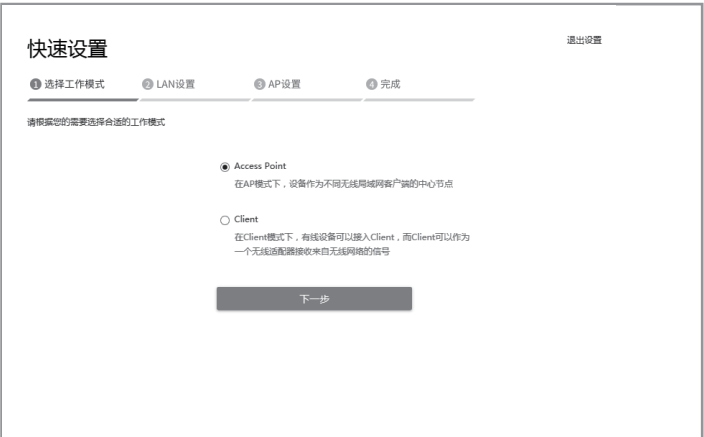 快速设置
退出设置
1 选择工作模式 2 LAN设置 3 AP设置 4 完成
请根据您的需要选择合适的工作模式
Access Point
在AP模式下，设备作为不同无线局域网客户端的中心节点
Client
在Client模式下，有线设备可以接入Client，而Client可以作为
一个无线适配器接收来自无线网络的信号
下一步